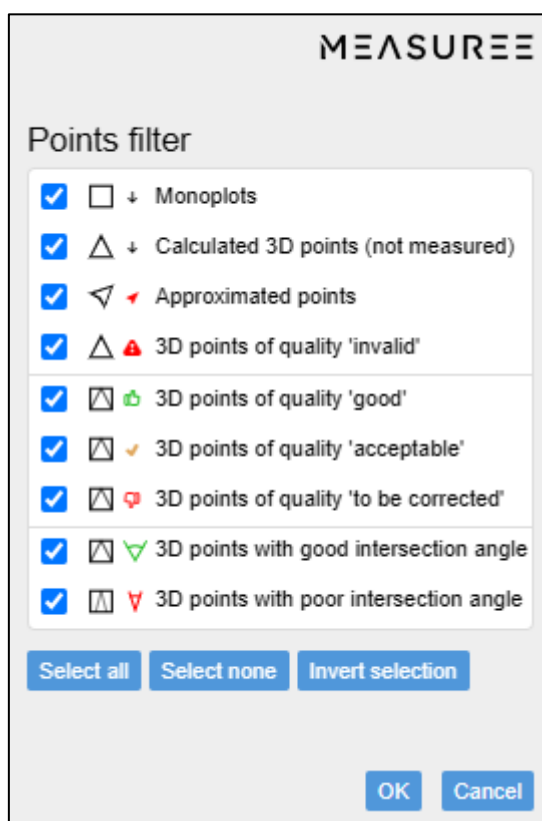 MEASUREE
Points filter
Monoplots
Calculated 3D points (not measured)
Approximated points
3D points of quality 'invalid'
3D points of quality 'good'
3D points of quality 'acceptable'
3D points of quality 'to be corrected'
3D points with good intersection angle
3D points with poor intersection angle
Select all Select none Invert selection
OK Cancel